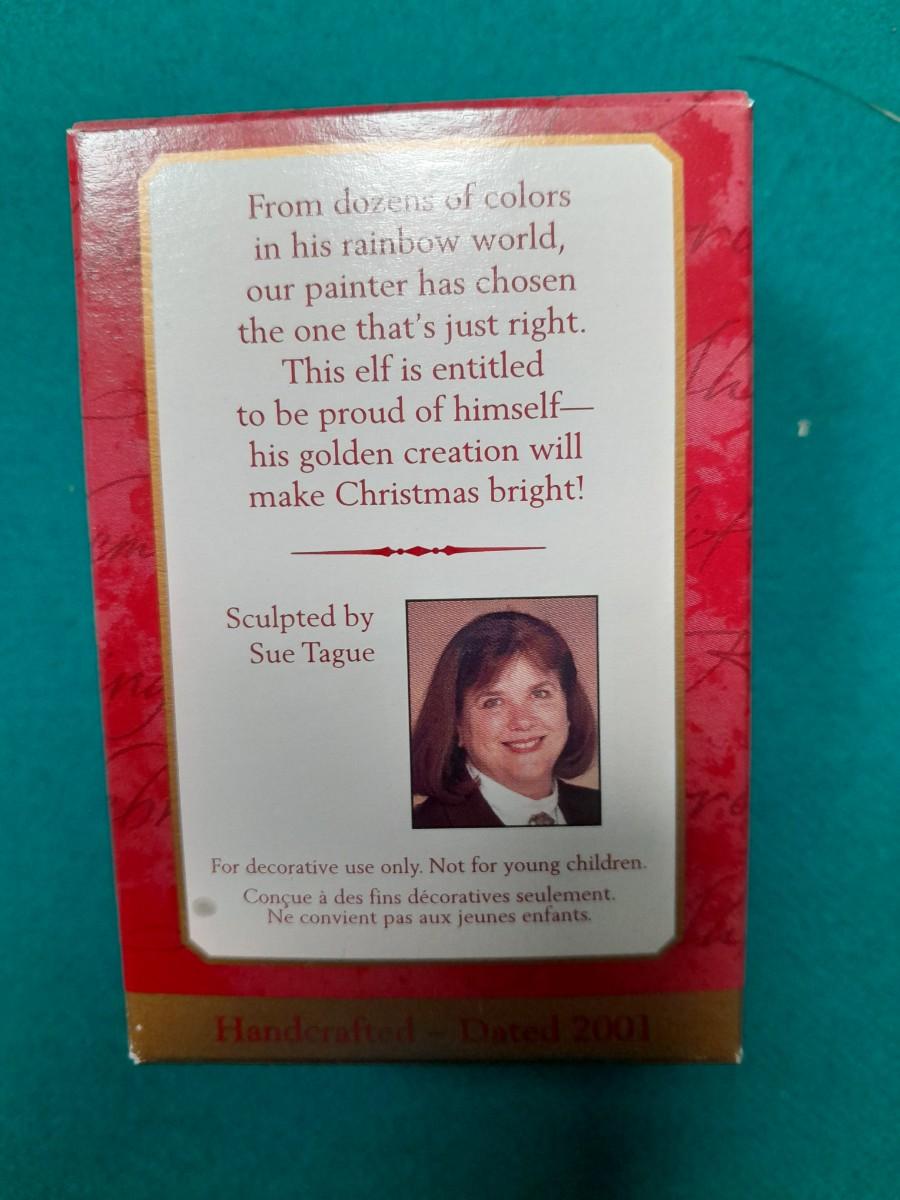 From dozens of colors
in his rainbow world,
our painter has chosen
the one that's just right.
This elf is entitled
to be proud of himself—
his golden creation will
make Christmas bright!
Sculpted by
Sue Tague
For decorative use only. Not for young children.
Conçue à des fins décoratives seulement.
Ne convient pas aux jeunes enfants.
Handcrafted – Dated 2001